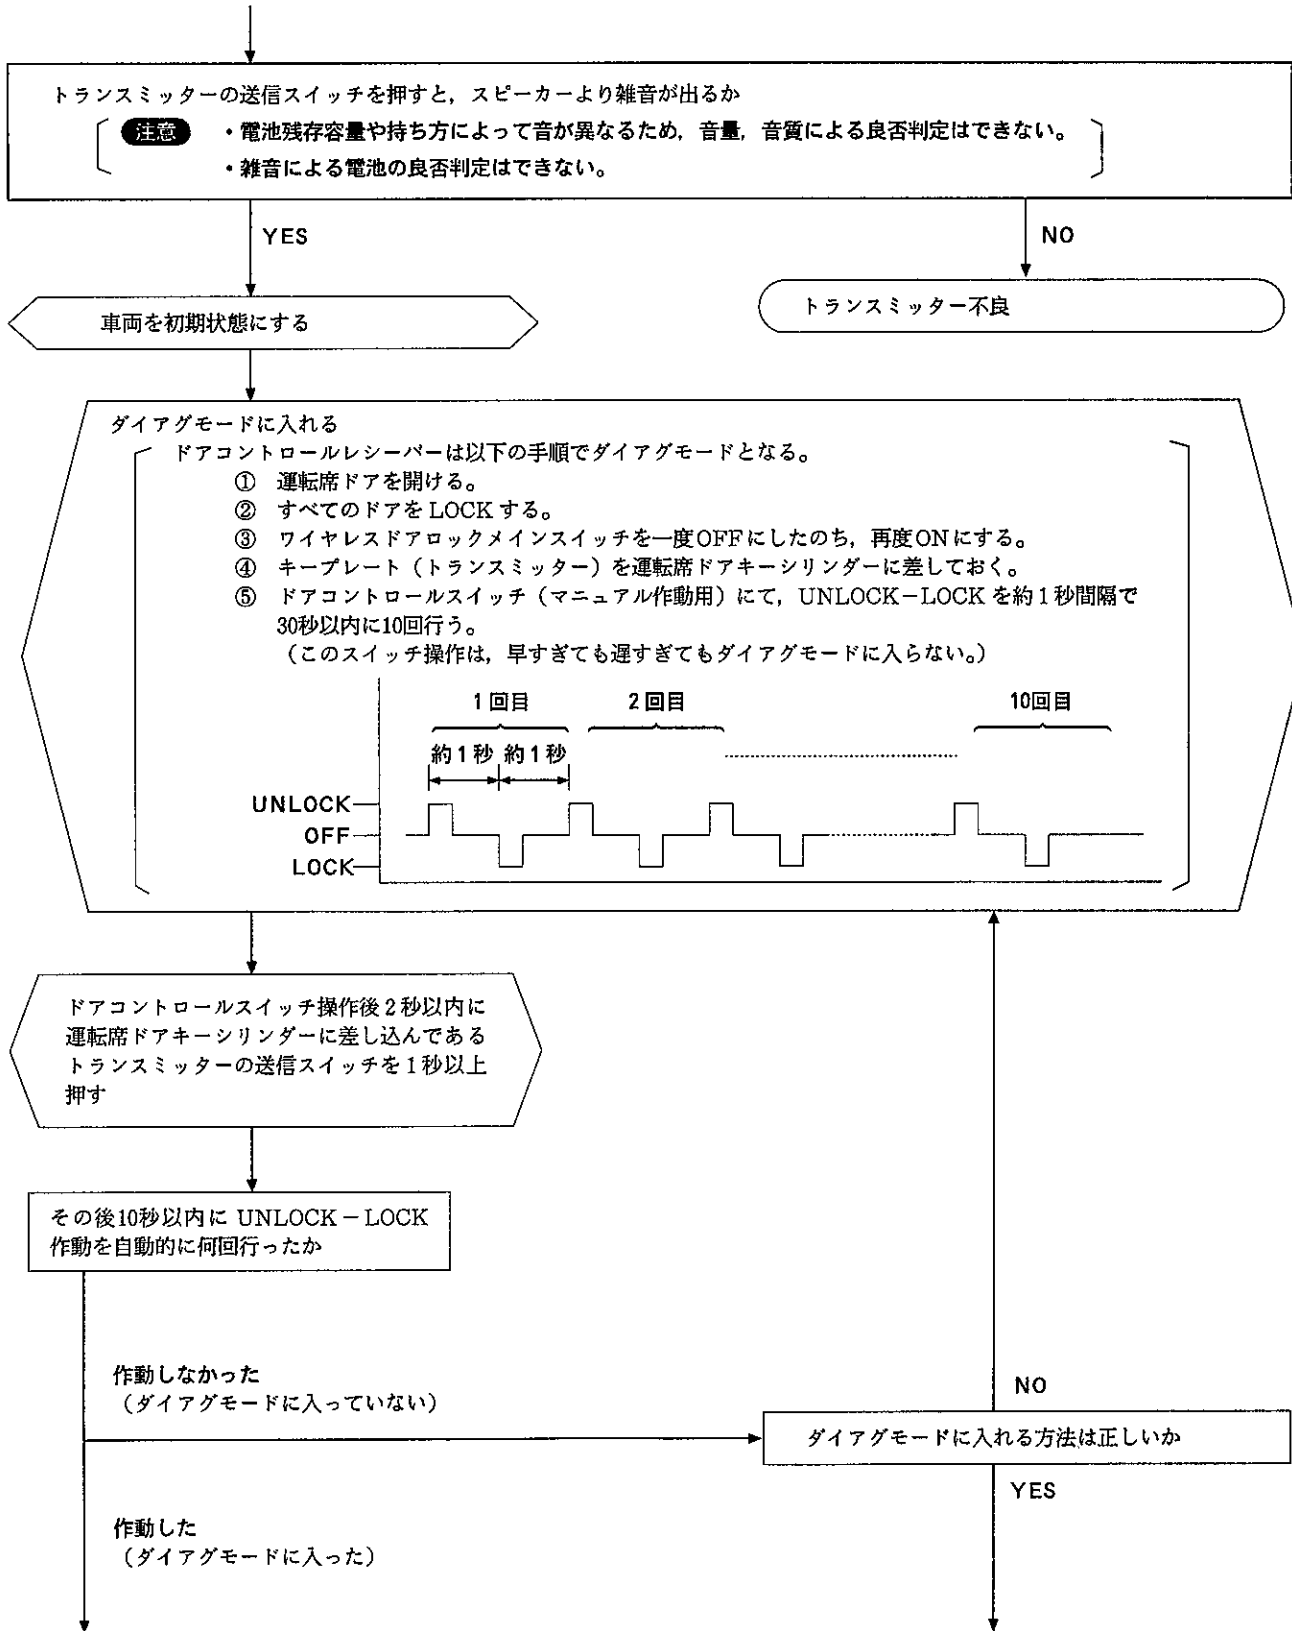 トランスミッターの送信スイッチを押すと，スピーカーより雑音が出るか
注意 ・電池残存容量や持ち方によって音が異なるため，音量，音質による良否判定はできない。
・雑音による電池の良否判定はできない。
YES
NO
車両を初期状態にする
トランスミッター不良
ダイアグモードに入れる
ドアコントロールレシーバーは以下の手順でダイアグモードとなる。
① 運転席ドアを開ける。
② すべてのドアを LOCK する。
③ ワイヤレスドアロックメインスイッチを一度OFFにしたのち，再度ONにする。
④ キープレート（トランスミッター）を運転席ドアキーシリンダーに差しておく。
⑤ ドアコントロールスイッチ（マニュアル作動用）にて，UNLOCK－LOCK を約１秒間隔で
30秒以内に10回行う。
（このスイッチ操作は，早すぎても遅すぎてもダイアグモードに入らない。）
1回目 2回目 10回目
約1秒 約1秒
UNLOCK
OFF
LOCK
ドアコントロールスイッチ操作後２秒以内に
運転席ドアキーシリンダーに差し込んである
トランスミッターの送信スイッチを１秒以上
押す
その後10秒以内に UNLOCK－LOCK
作動を自動的に何回行ったか
作動しなかった
（ダイアグモードに入っていない）
NO
ダイアグモードに入れる方法は正しいか
YES
作動した
（ダイアグモードに入った）